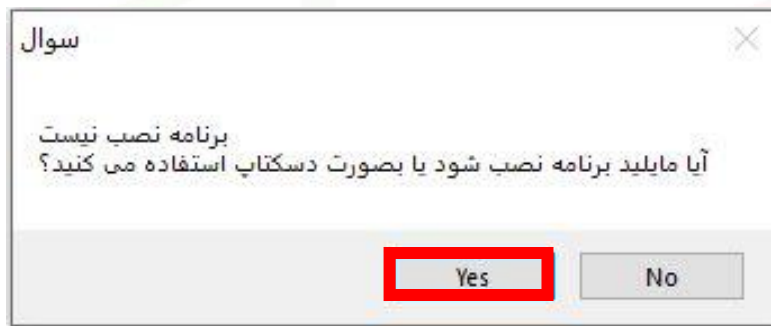 سوال
برنامه نصب نیست
آیا مایلید برنامه نصب شود یا بصورت دسکتاپ استفاده می کنید؟
Yes
No